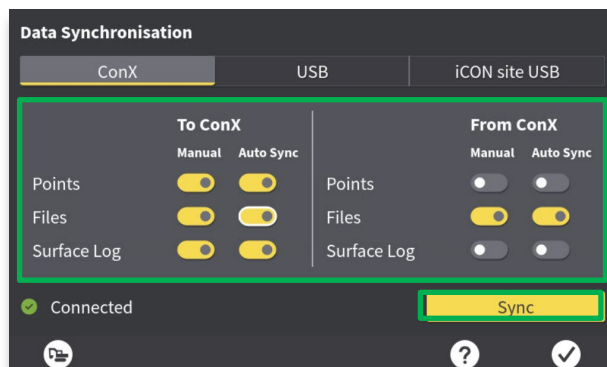 Data Synchronisation
ConX USB iCON site USB
To ConX From ConX
Manual Auto Sync Manual Auto Sync
Points Points
Files Files
Surface Log Surface Log
Connected Sync
?